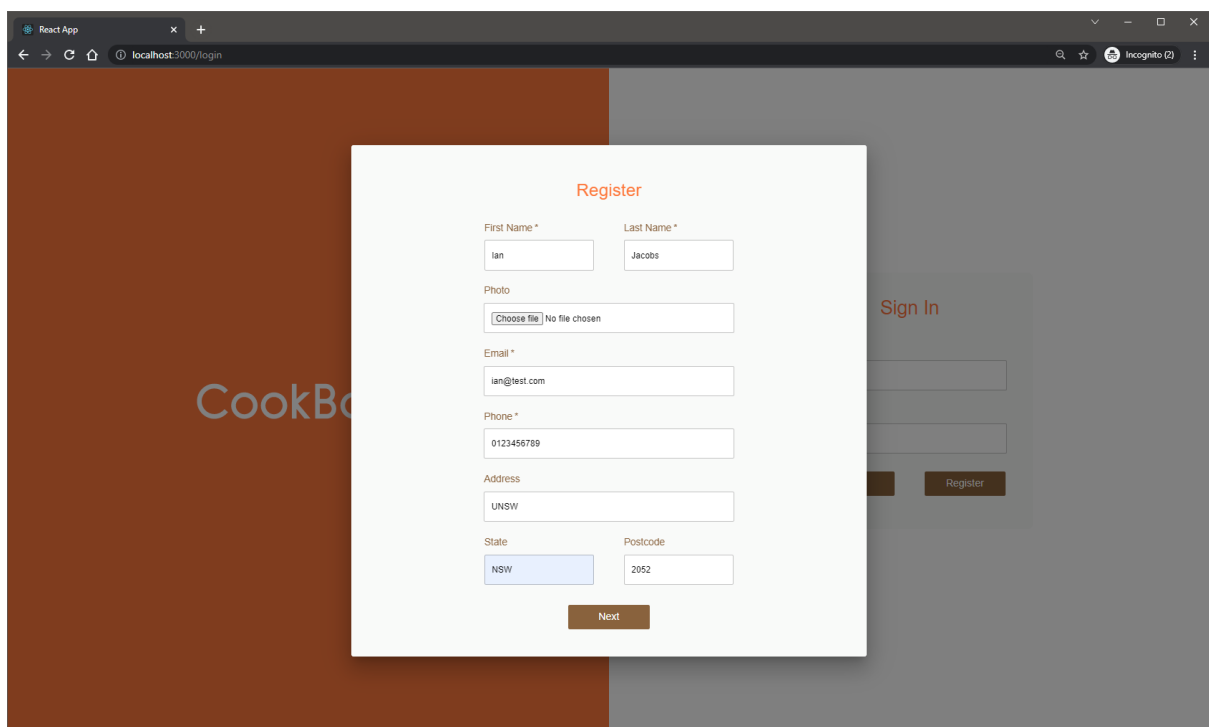 React App
localhost:3000/login
Incognito (2)
Register
First Name * Last Name *
Ian Jacobs
Photo
Choose file No file chosen
Email *
ian@test.com
Phone *
0123456789
Address
UNSW
State Postcode
NSW 2052
Next
CookBo
Sign In
Register